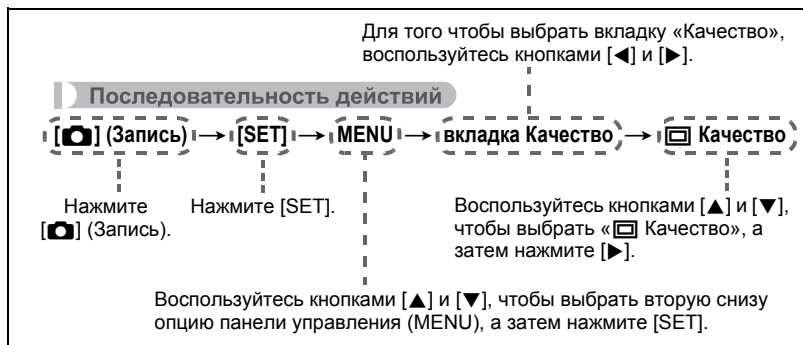 Для того чтобы выбрать вкладку «Качество»,
воспользуйтесь кнопками [◀] и [▶].
Последовательность действий
[📷] (Запись) → [SET] → MENU → вкладка Качество → Качество
Нажмите
[📷] (Запись).
Нажмите [SET].
Воспользуйтесь кнопками [▲] и [▼],
чтобы выбрать « Качество», а
затем нажмите [▶].
Воспользуйтесь кнопками [▲] и [▼], чтобы выбрать вторую снизу
опцию панели управления (MENU), а затем нажмите [SET].